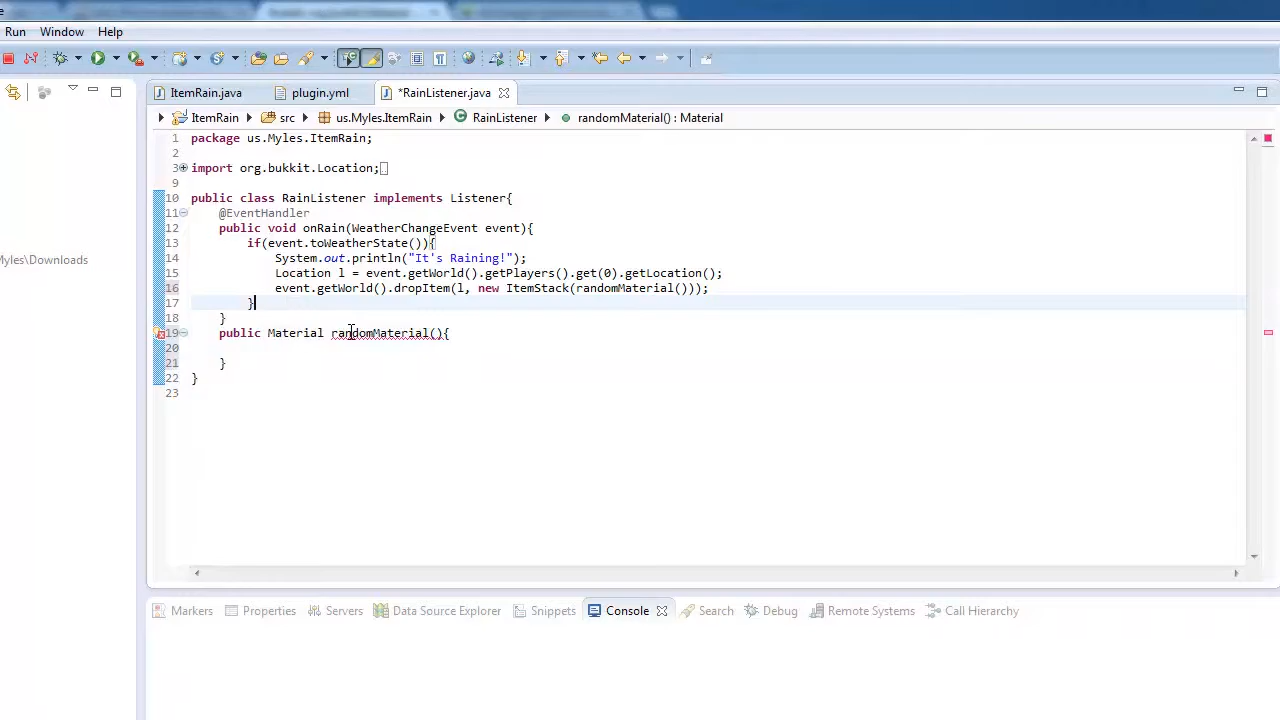 Run Window Help
ItemRain.java plugin.yml *RainListener.java
ItemRain src us.Myles.ItemRain RainListener randomMaterial() : Material
1 package us.Myles.ItemRain;
2
3 import org.bukkit.Location;
9
10 public class RainListener implements Listener{
11 @EventHandler
12 public void onRain(WeatherChangeEvent event){
13 if(event.toWeatherState()){
14 System.out.println("It's Raining!");
15 Location l = event.getWorld().getPlayers().get(0).getLocation();
16 event.getWorld().dropItem(l, new ItemStack(randomMaterial()));
17 }
18 }
19 public Material randomMaterial(){
20
21 }
22 }
23
Myles\Downloads
Markers Properties Servers Data Source Explorer Snippets Console Search Debug Remote Systems Call Hierarchy